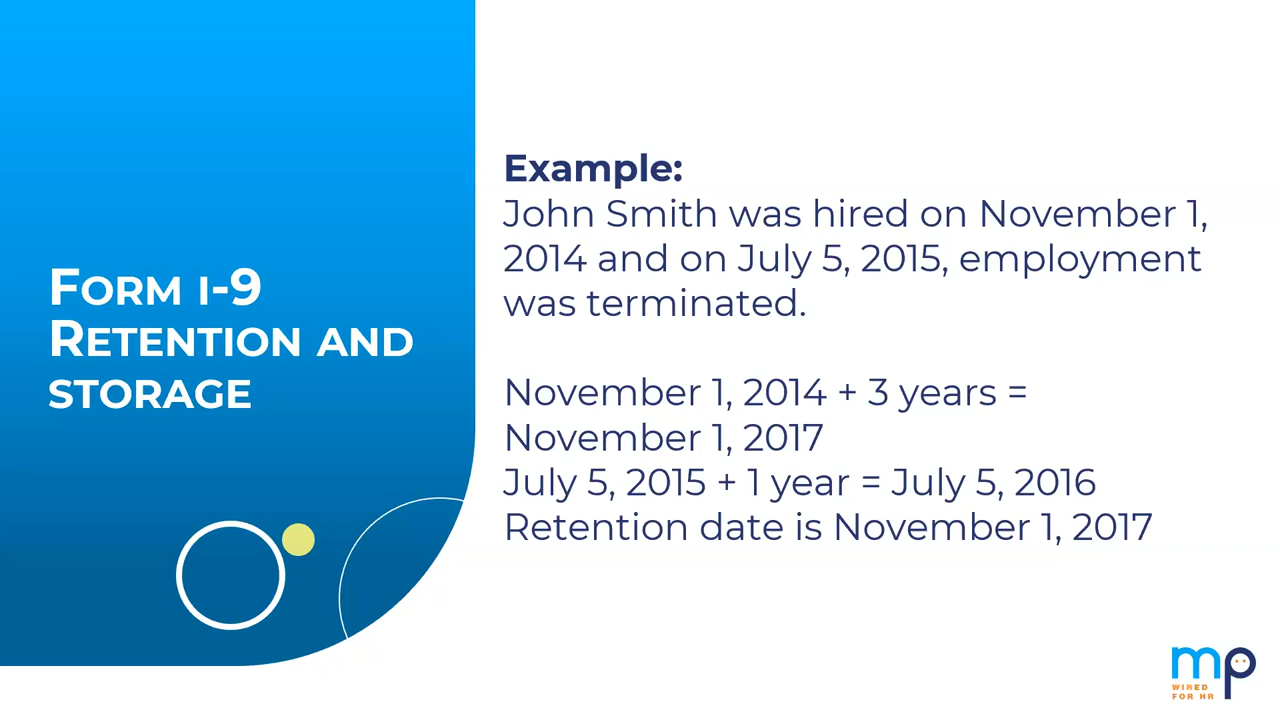 FORM I-9
RETENTION AND
STORAGE
Example:
John Smith was hired on November 1,
2014 and on July 5, 2015, employment
was terminated.
November 1, 2014 + 3 years =
November 1, 2017
July 5, 2015 + 1 year = July 5, 2016
Retention date is November 1, 2017
mp
WIRED
FOR HR